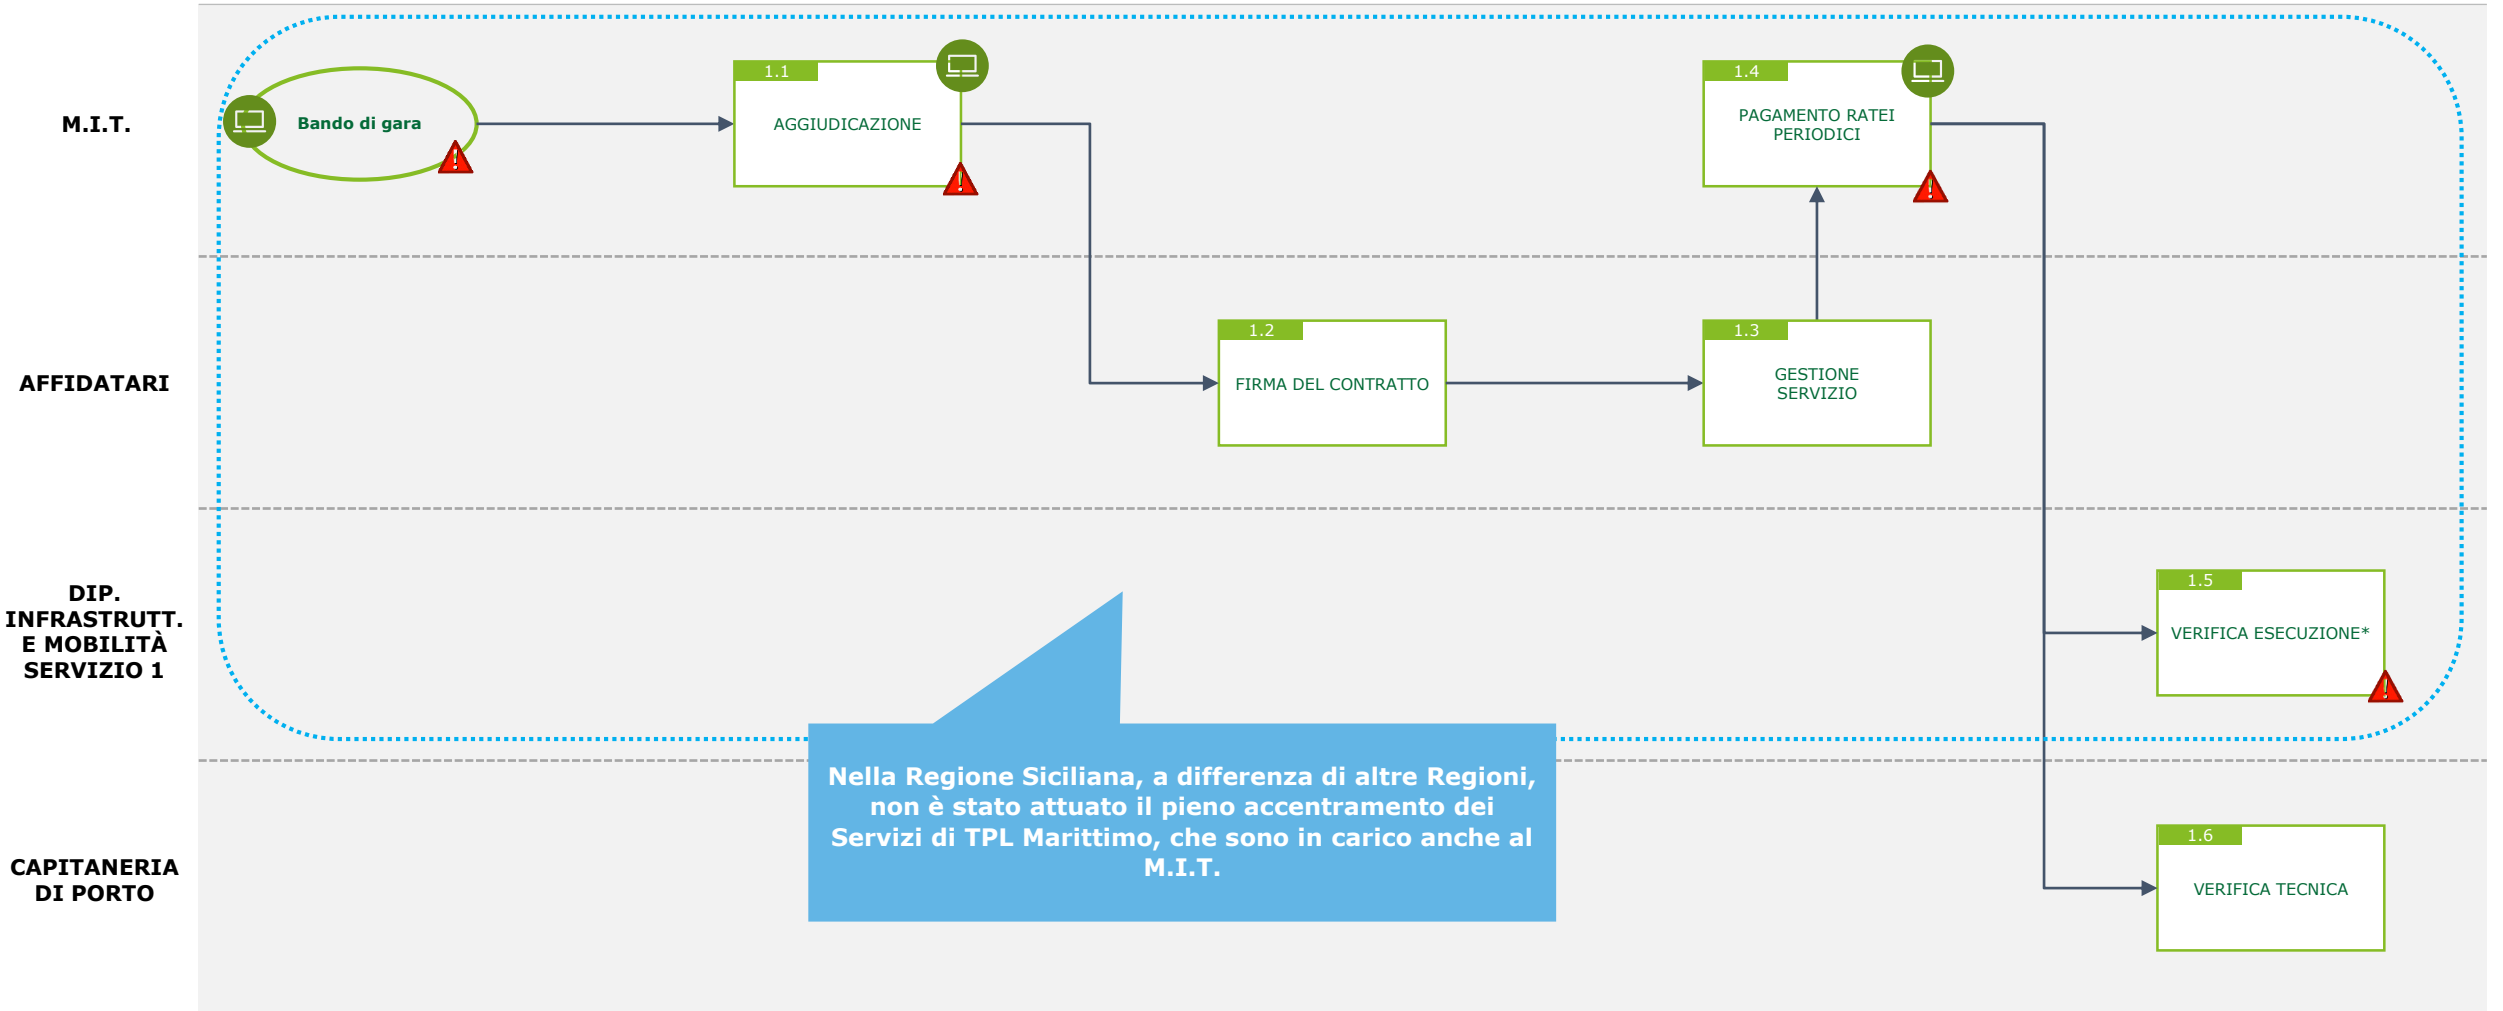 M.I.T.
Bando di gara
1.1
AGGIUDICAZIONE
1.4
PAGAMENTO RATEI
PERIODICI
AFFIDATARI
1.2
FIRMA DEL CONTRATTO
1.3
GESTIONE
SERVIZIO
DIP.
INFRASTRUTT.
E MOBILITÀ
SERVIZIO 1
1.5
VERIFICA ESECUZIONE*
Nella Regione Siciliana, a differenza di altre Regioni,
non è stato attuato il pieno accentramento dei
Servizi di TPL Marittimo, che sono in carico anche al
M.I.T.
CAPITANERIA
DI PORTO
1.6
VERIFICA TECNICA